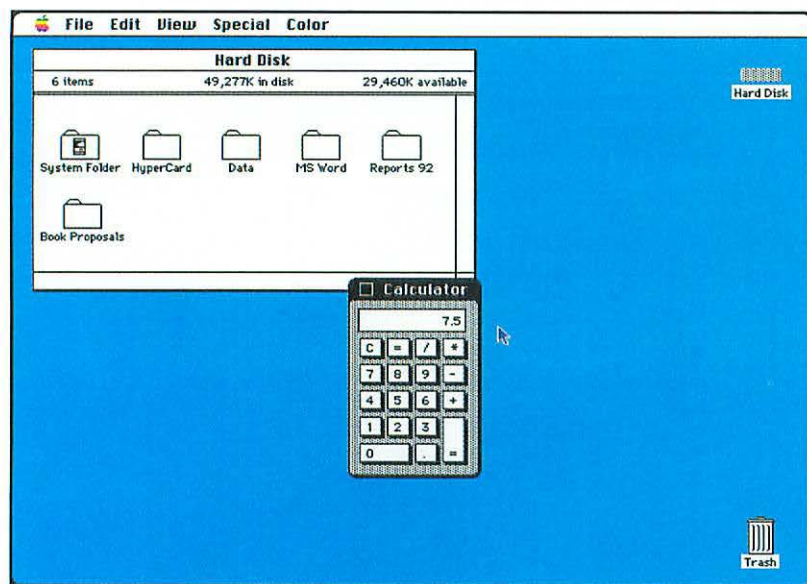 File Edit View Special Color
Hard Disk
6 items 49,277K in disk 29,460K available
System Folder HyperCard Data MS Word Reports 92
Book Proposals
Hard Disk
Calculator
7.5
C = / *
7 8 9 -
4 5 6 +
1 2 3
0 . =
Trash